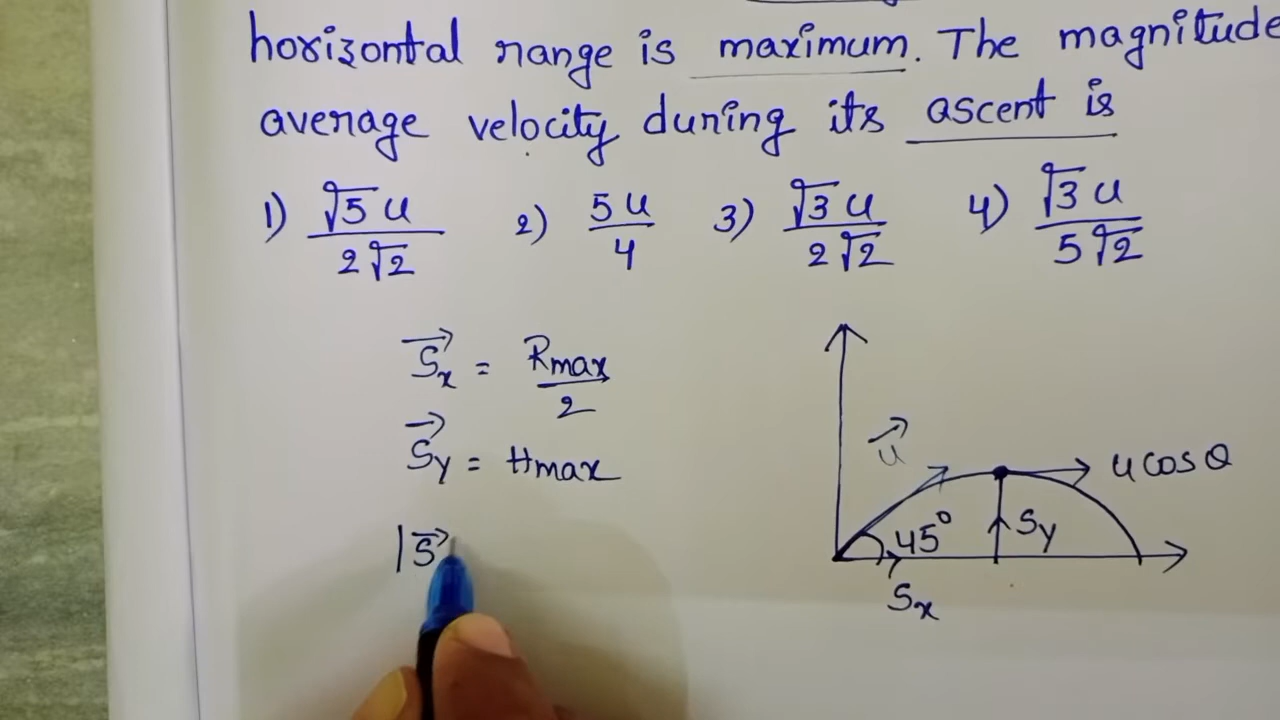 horizontal range is maximum. The magnitude
average velocity during its ascent is
1) √5 u / 2√2 2) 5u / 4 3) √3 u / 2√2 4) √3 u / 5√2
S⃗x = Rmax / 2
S⃗y = Hmax
|S⃗
u⃗
u cos θ
45°
Sy
Sx